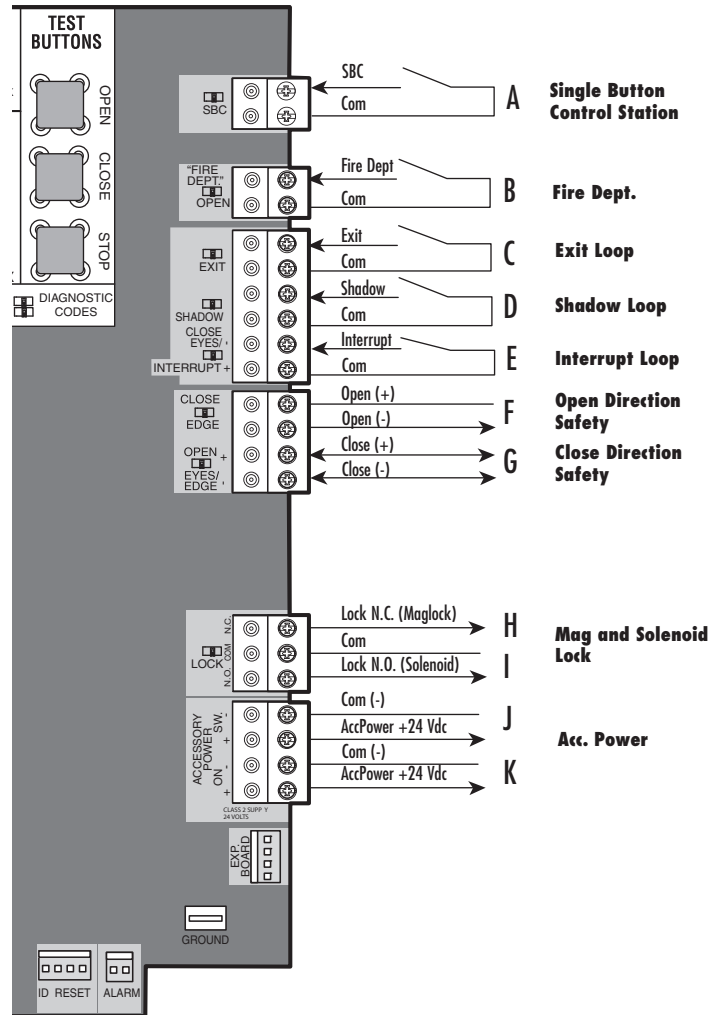 TEST
BUTTONS
OPEN
CLOSE
STOP
DIAGNOSTIC
CODES
SBC
SBC
Com
A
Single Button
Control Station
"FIRE
DEPT."
OPEN
Fire Dept
Com
B
Fire Dept.
EXIT
Exit
Com
C
Exit Loop
SHADOW
Shadow
Com
D
Shadow Loop
CLOSE
EYES/ -
INTERRUPT +
Interrupt
Com
E
Interrupt Loop
CLOSE
EDGE
Open (+)
Open (-)
F
Open Direction
Safety
OPEN +
EYES/
EDGE -
Close (+)
Close (-)
G
Close Direction
Safety
LOCK
N.C.
COM
N.O.
Lock N.C. (Maglock)
Com
Lock N.O. (Solenoid)
H
I
Mag and Solenoid
Lock
ACCESSORY
POWER
ON SW.
- + - +
Com (-)
AccPower +24 Vdc
Com (-)
AccPower +24 Vdc
J
K
Acc. Power
CLASS 2 SUPP Y
24 VOLTS
EXP.
BOARD
GROUND
ID RESET
ALARM